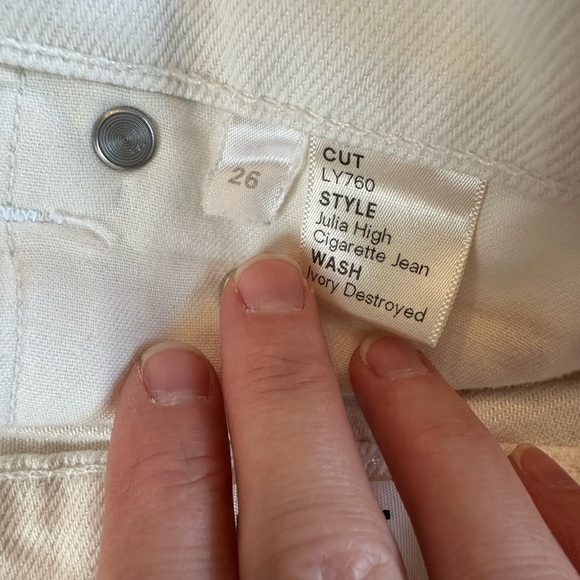 26
CUT
LY760
STYLE
Julia High
Cigarette Jean
WASH
Ivory Destroyed